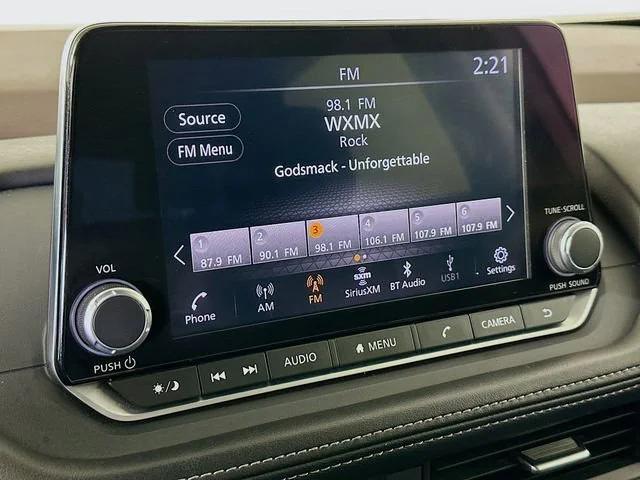 FM
2:21
98.1 FM
Source
WXMX
Rock
FM Menu
Godsmack - Unforgettable
1 2 3 4 5 6
87.9 FM 90.1 FM 98.1 FM 106.1 FM 107.9 FM 107.9 FM
Phone AM FM SiriusXM BT Audio USB1 Settings
sxm
VOL
PUSH
TUNE-SCROLL
PUSH SOUND
AUDIO MENU CAMERA